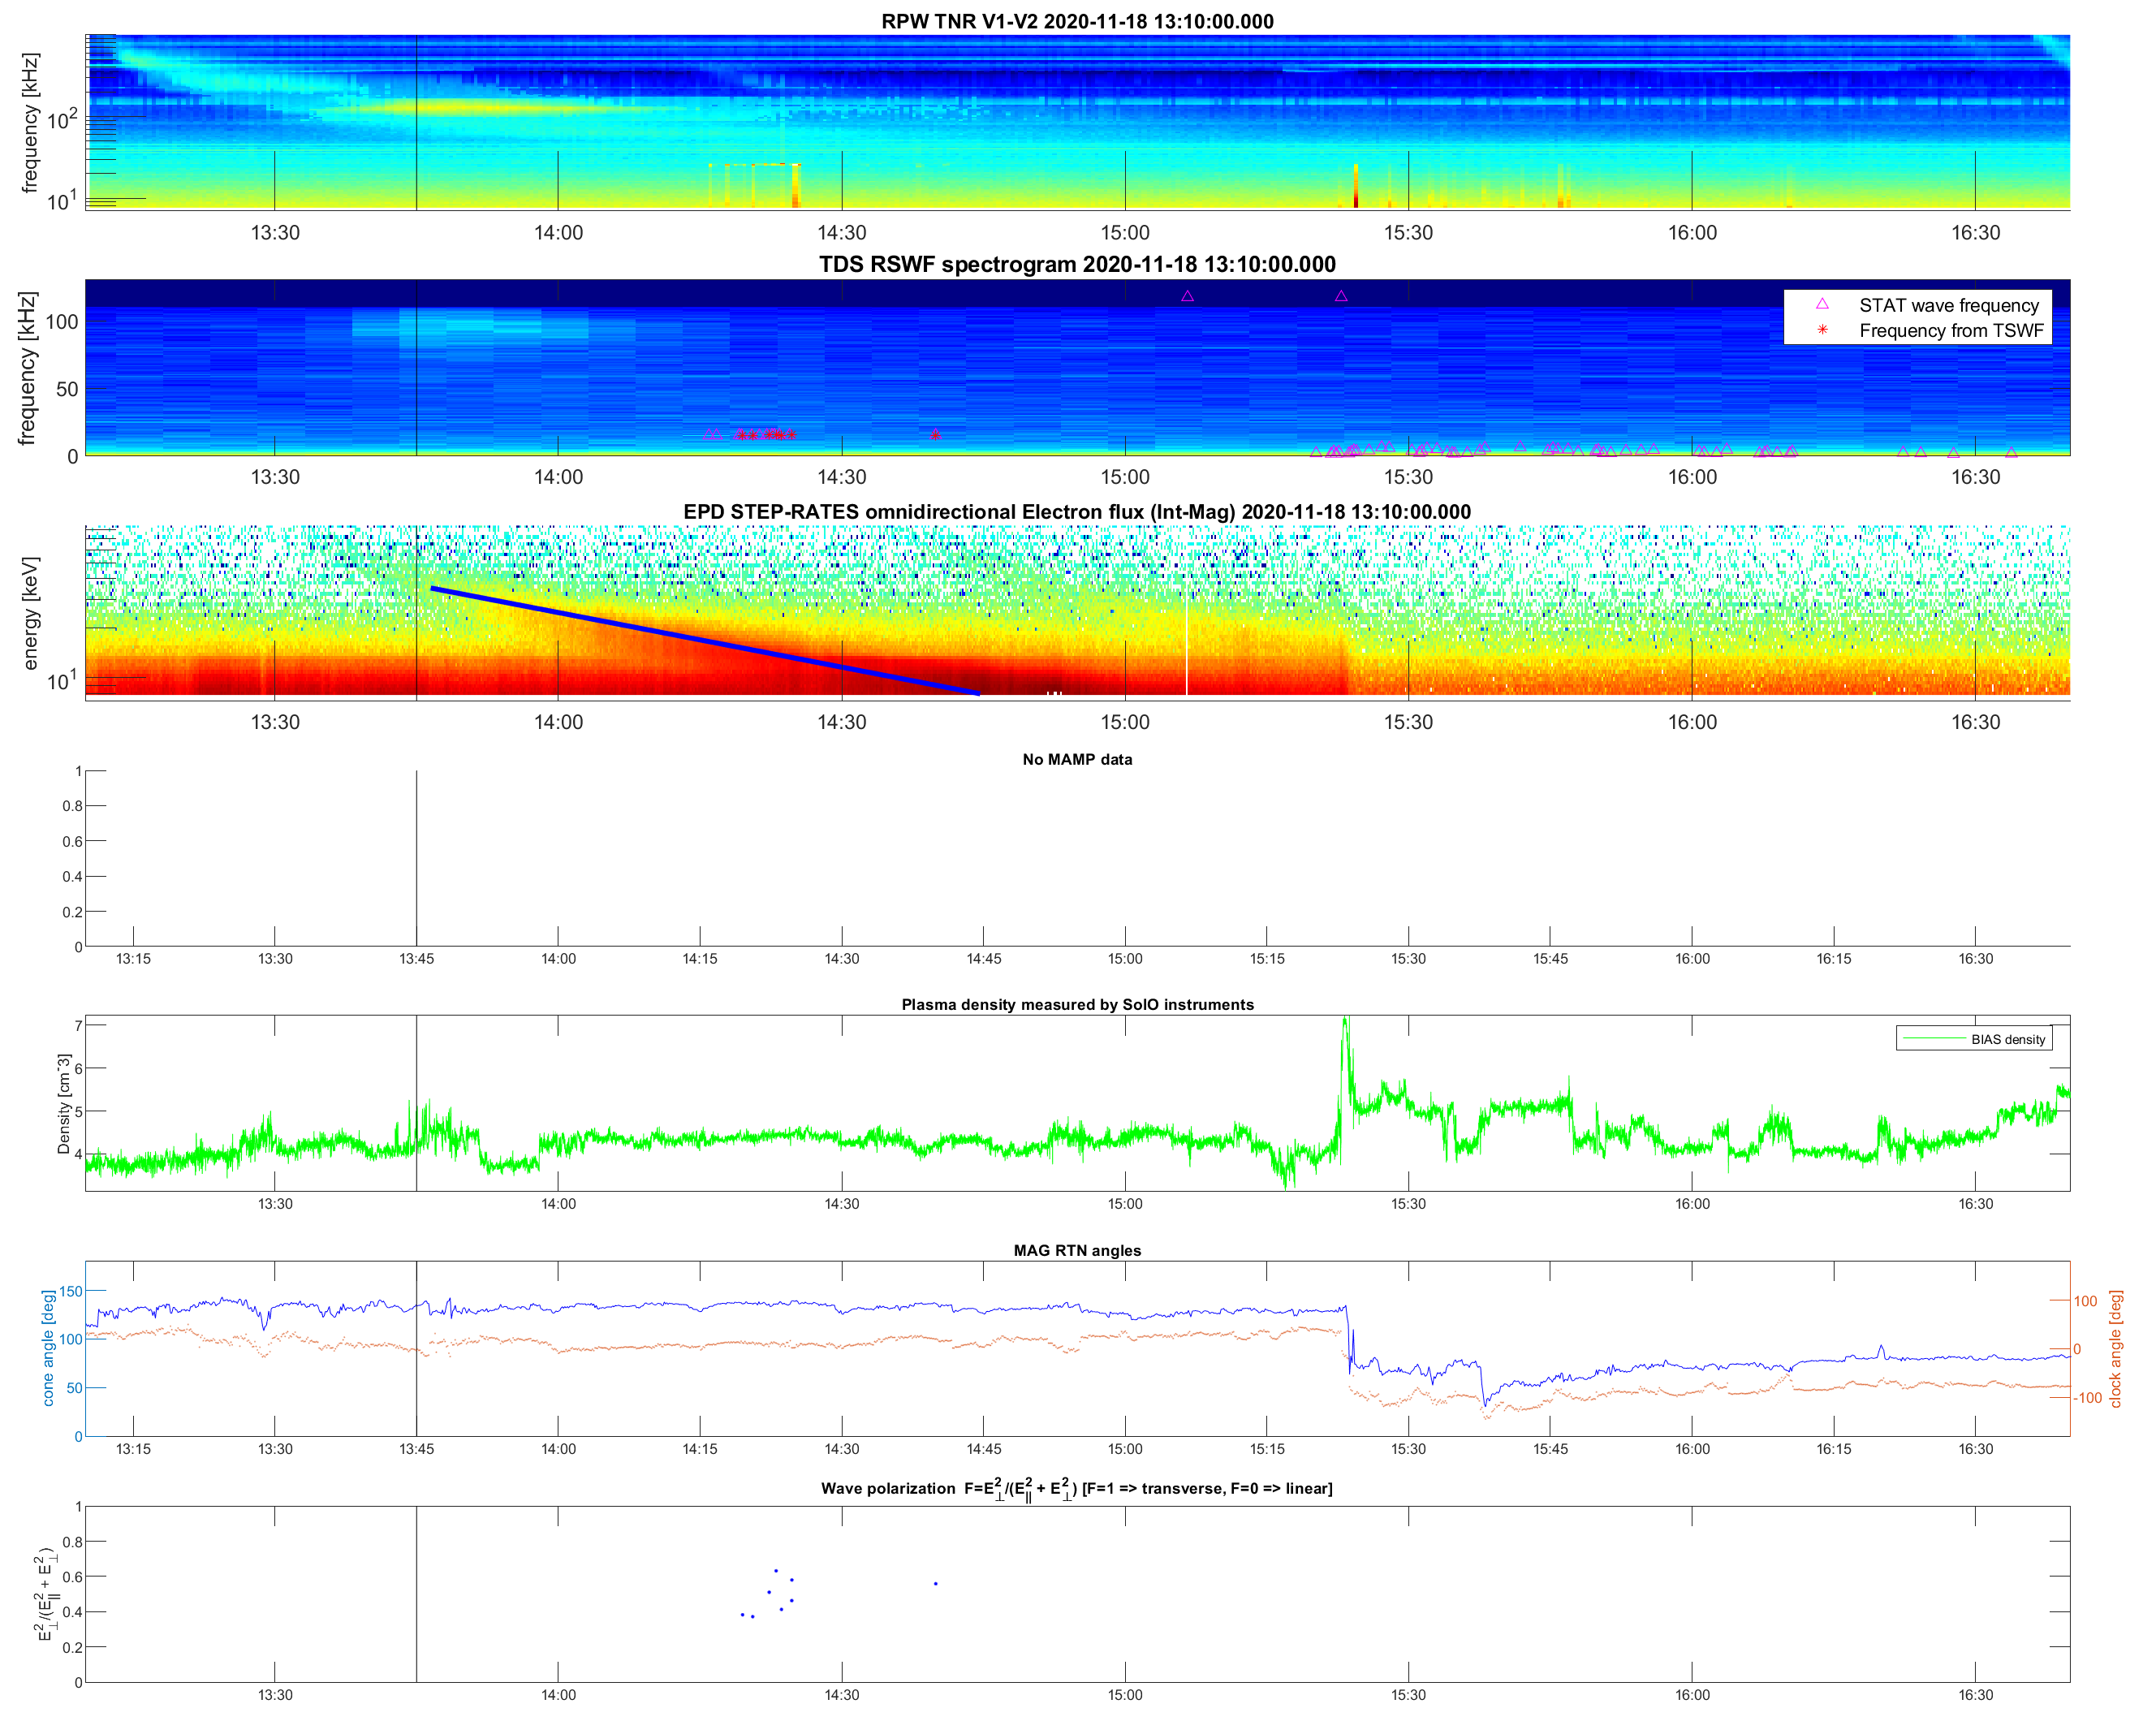 RPW TNR V1-V2 2020-11-18 13:10:00.000
frequency [kHz]
10^2
10^1
13:30 14:00 14:30 15:00 15:30 16:00 16:30
TDS RSWF spectrogram 2020-11-18 13:10:00.000
frequency [kHz]
100
50
0
STAT wave frequency
Frequency from TSWF
13:30 14:00 14:30 15:00 15:30 16:00 16:30
EPD STEP-RATES omnidirectional Electron flux (Int-Mag) 2020-11-18 13:10:00.000
energy [keV]
10^1
13:30 14:00 14:30 15:00 15:30 16:00 16:30
No MAMP data
1
0.8
0.6
0.4
0.2
0
13:15 13:30 13:45 14:00 14:15 14:30 14:45 15:00 15:15 15:30 15:45 16:00 16:15 16:30
Plasma density measured by SolO instruments
Density [cm^-3]
7
6
5
4
BIAS density
13:30 14:00 14:30 15:00 15:30 16:00 16:30
MAG RTN angles
cone angle [deg]
150
100
50
0
100
0
-100
clock angle [deg]
13:15 13:30 13:45 14:00 14:15 14:30 14:45 15:00 15:15 15:30 15:45 16:00 16:15 16:30
Wave polarization F=E⊥^2/(E||^2 + E⊥^2) [F=1 => transverse, F=0 => linear]
E⊥^2/(E||^2 + E⊥^2)
1
0.8
0.6
0.4
0.2
0
13:30 14:00 14:30 15:00 15:30 16:00 16:30